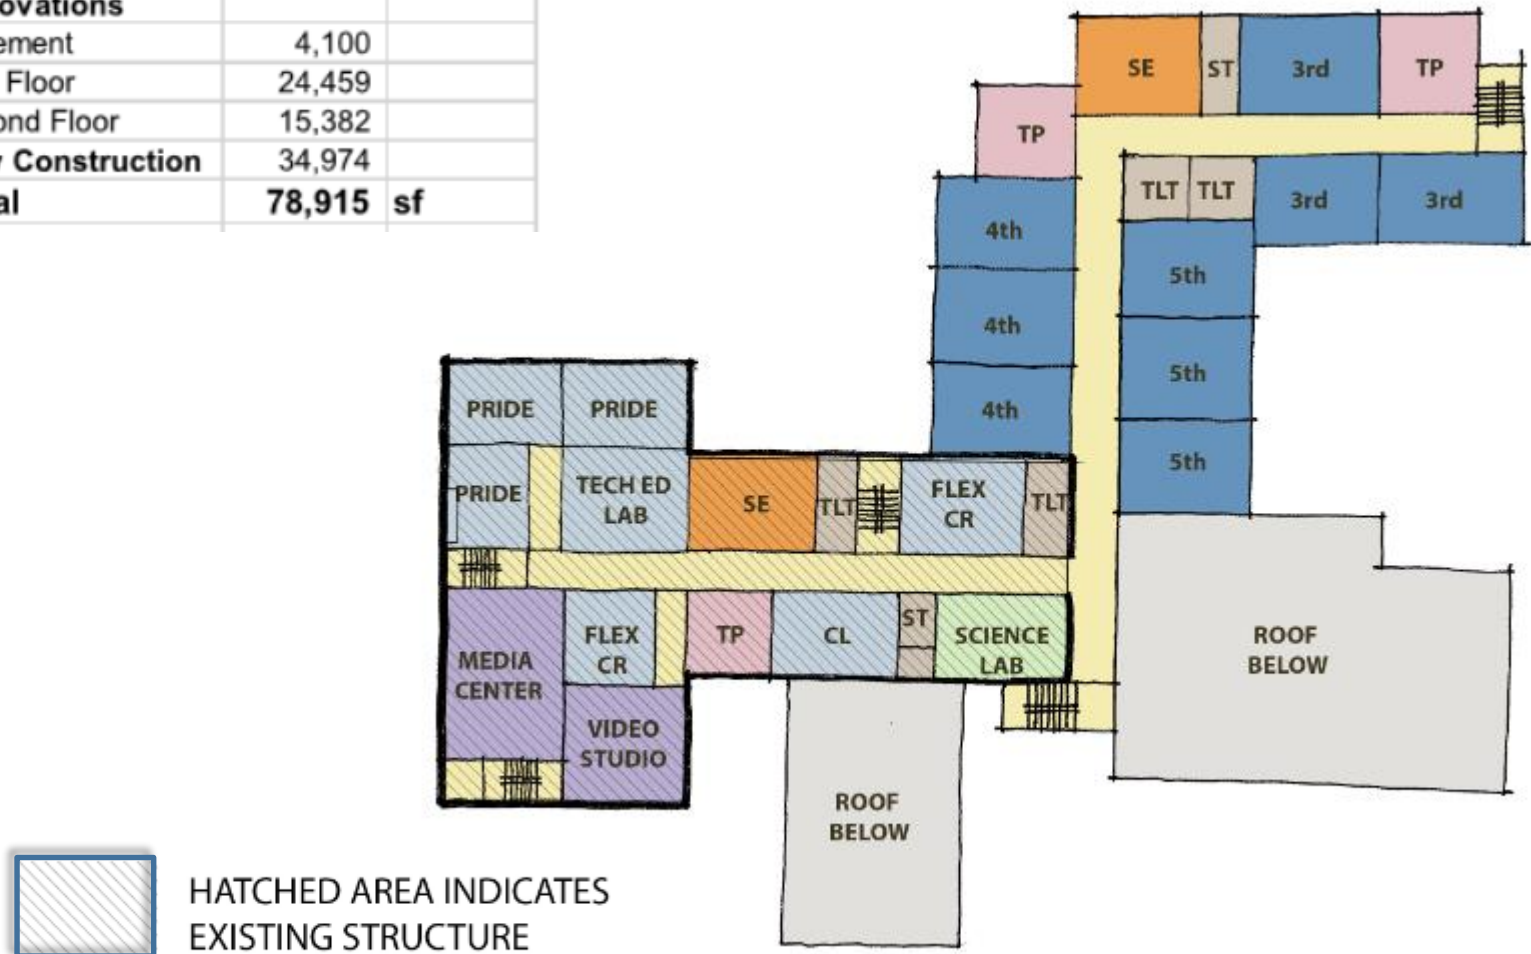 ovations
ement 4,100
Floor 24,459
ond Floor 15,382
Construction 34,974
al 78,915 sf
SE ST 3rd TP
TP
TLT TLT 3rd 3rd
4th
5th
4th
5th
4th
5th
PRIDE PRIDE
PRIDE
TECH ED
LAB
SE
TLT
FLEX
CR
TLT
MEDIA
CENTER
FLEX
CR
TP
CL
ST
SCIENCE
LAB
VIDEO
STUDIO
ROOF
BELOW
ROOF
BELOW
HATCHED AREA INDICATES
EXISTING STRUCTURE